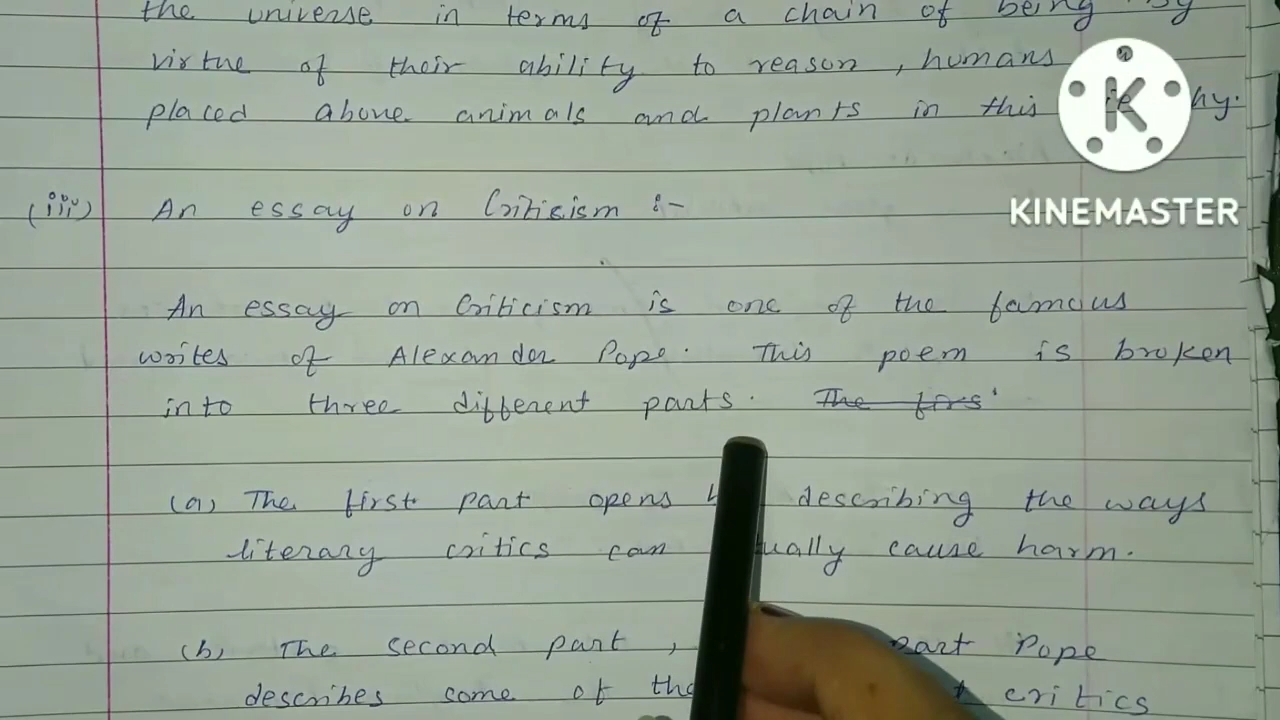 the universe in terms of a chain of being
virtue of their ability to reason, humans
placed above animals and plants in this
(iii) An essay on Criticism :-
An essay on Criticism is one of the famous
writes of Alexander Pope. This poem is broken
into three different parts. The firs
(a) The first part opens describing the ways
literary critics can cause harm.
(b) The second part, part Pope
describes some of the critics
KINEMASTER